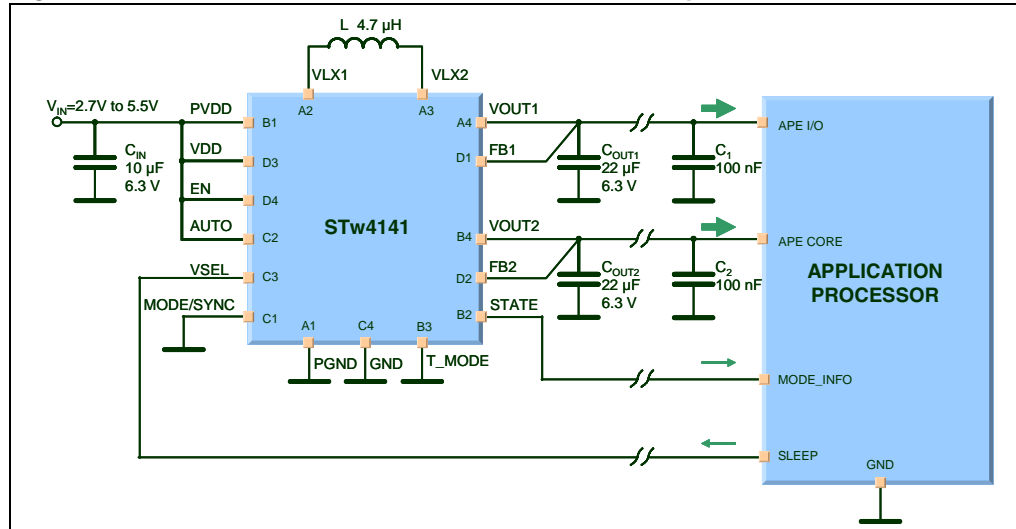 L 4.7 µH
VLX1 VLX2
VIN=2.7V to 5.5V
PVDD
VDD
EN
AUTO
VSEL
MODE/SYNC
CIN
10 µF
6.3 V
A2 A3
B1
D3
D4
C2
C3
C1
STw4141
A4
D1
B4
D2
B2
A1 C4 B3
PGND GND T_MODE
VOUT1
FB1
VOUT2
FB2
STATE
COUT1
22 µF
6.3 V
C1
100 nF
COUT2
22 µF
6.3 V
C2
100 nF
APE I/O
APE CORE
APPLICATION
PROCESSOR
MODE_INFO
SLEEP
GND